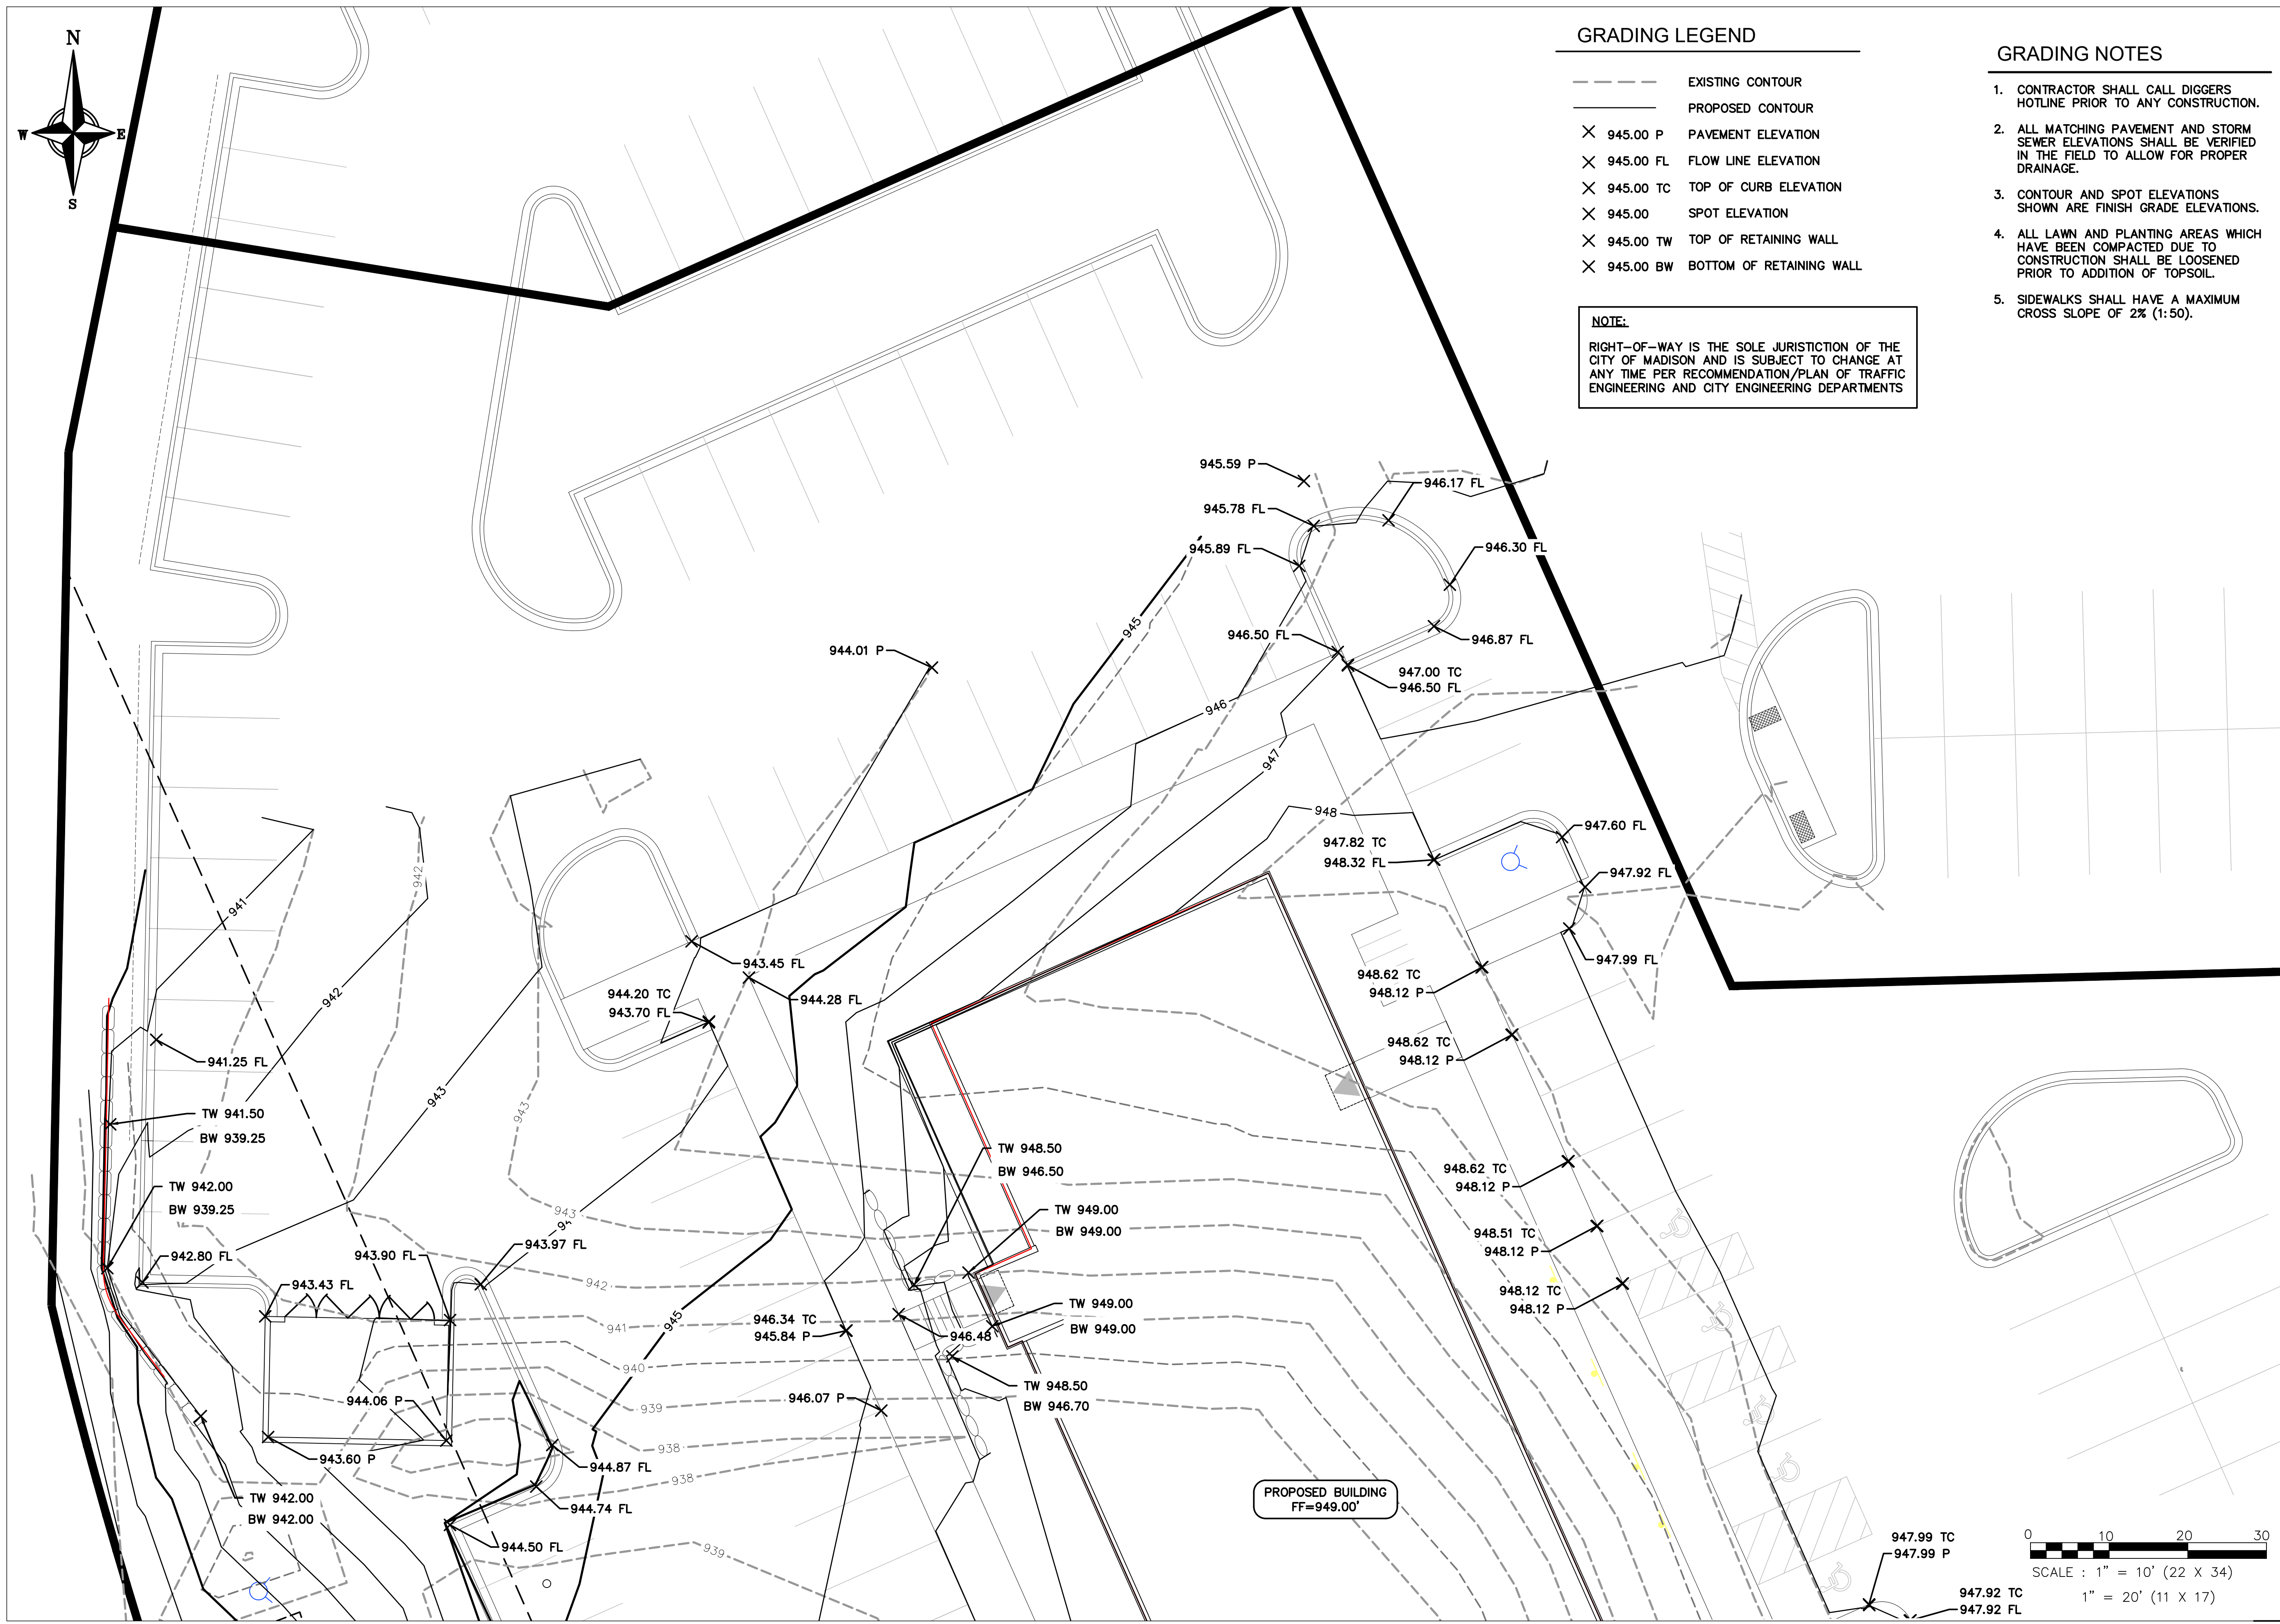 N
W
E
S
GRADING LEGEND
EXISTING CONTOUR
PROPOSED CONTOUR
945.00 P PAVEMENT ELEVATION
945.00 FL FLOW LINE ELEVATION
945.00 TC TOP OF CURB ELEVATION
945.00 SPOT ELEVATION
945.00 TW TOP OF RETAINING WALL
945.00 BW BOTTOM OF RETAINING WALL
NOTE:
RIGHT-OF-WAY IS THE SOLE JURISTICTION OF THE
CITY OF MADISON AND IS SUBJECT TO CHANGE AT
ANY TIME PER RECOMMENDATION/PLAN OF TRAFFIC
ENGINEERING AND CITY ENGINEERING DEPARTMENTS
GRADING NOTES
1. CONTRACTOR SHALL CALL DIGGERS
HOTLINE PRIOR TO ANY CONSTRUCTION.
2. ALL MATCHING PAVEMENT AND STORM
SEWER ELEVATIONS SHALL BE VERIFIED
IN THE FIELD TO ALLOW FOR PROPER
DRAINAGE.
3. CONTOUR AND SPOT ELEVATIONS
SHOWN ARE FINISH GRADE ELEVATIONS.
4. ALL LAWN AND PLANTING AREAS WHICH
HAVE BEEN COMPACTED DUE TO
CONSTRUCTION SHALL BE LOOSENED
PRIOR TO ADDITION OF TOPSOIL.
5. SIDEWALKS SHALL HAVE A MAXIMUM
CROSS SLOPE OF 2% (1:50).
945.59 P
946.17 FL
945.78 FL
945.89 FL
946.30 FL
945
946.50 FL
946.87 FL
944.01 P
947.00 TC
946.50 FL
946
947
948
947.82 TC
948.32 FL
947.60 FL
947.92 FL
942
941
943.45 FL
947.99 FL
948.62 TC
948.12 P
944.20 TC
943.70 FL
944.28 FL
942
948.62 TC
948.12 P
941.25 FL
943
943
TW 941.50
BW 939.25
TW 948.50
BW 946.50
948.62 TC
948.12 P
TW 942.00
BW 939.25
943
TW 949.00
BW 949.00
948.51 TC
948.12 P
942.80 FL
943.90 FL
943.97 FL
943.43 FL
942
948.12 TC
948.12 P
TW 949.00
BW 949.00
945
941
946.34 TC
945.84 P
946.48
940
TW 948.50
BW 946.70
944.06 P
946.07 P
939
938
943.60 P
944.87 FL
938
TW 942.00
BW 942.00
944.74 FL
PROPOSED BUILDING
FF=949.00'
944.50 FL
939
947.99 TC
947.99 P
947.92 TC
947.92 FL
0 10 20 30
SCALE : 1" = 10' (22 X 34)
1" = 20' (11 X 17)